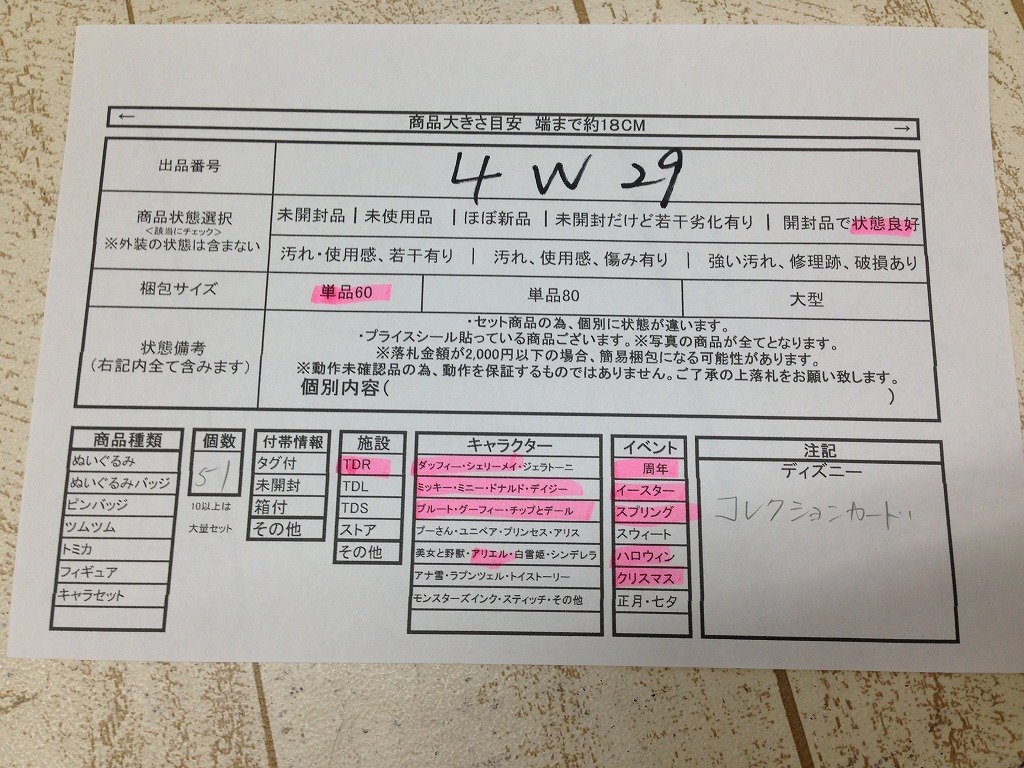 ← 商品大きさ目安 端まで約18CM →
出品番号 4 W 29
商品状態選択
<該当にチェック>
※外装の状態は含まない
未開封品 | 未使用品 | ほぼ新品 | 未開封だけど若干劣化有り | 開封品で状態良好
汚れ・使用感、若干有り | 汚れ、使用感、傷み有り | 強い汚れ、修理跡、破損あり
梱包サイズ 単品60 単品80 大型
状態備考
(右記内全て含みます)
・セット商品の為、個別に状態が違います。
・プライスシール貼っている商品ございます。※写真の商品が全てとなります。
※落札金額が2,000円以下の場合、簡易梱包になる可能性があります。
※動作未確認品の為、動作を保証するものではありません。ご了承の上落札をお願い致します。
個別内容( )
商品種類
ぬいぐるみ
ぬいぐるみバッジ
ピンバッジ
ツムツム
トミカ
フィギュア
キャラセット
個数
51
10以上は
大量セット
付帯情報
タグ付
未開封
箱付
その他
施設
TDR
TDL
TDS
ストア
その他
キャラクター
ダッフィー・シェリーメイ・ジェラトーニ
ミッキー・ミニー・ドナルド・デイジー
プルート・グーフィー・チップとデール
プーさん・ユニベア・プリンセス・アリス
美女と野獣・アリエル・白雪姫・シンデレラ
アナ雪・ラプンツェル・トイストーリー
モンスターズインク・スティッチ・その他
イベント
周年
イースター
スプリング
スウィート
ハロウィン
クリスマス
正月・七夕
注記
ディズニー
コレクションカード